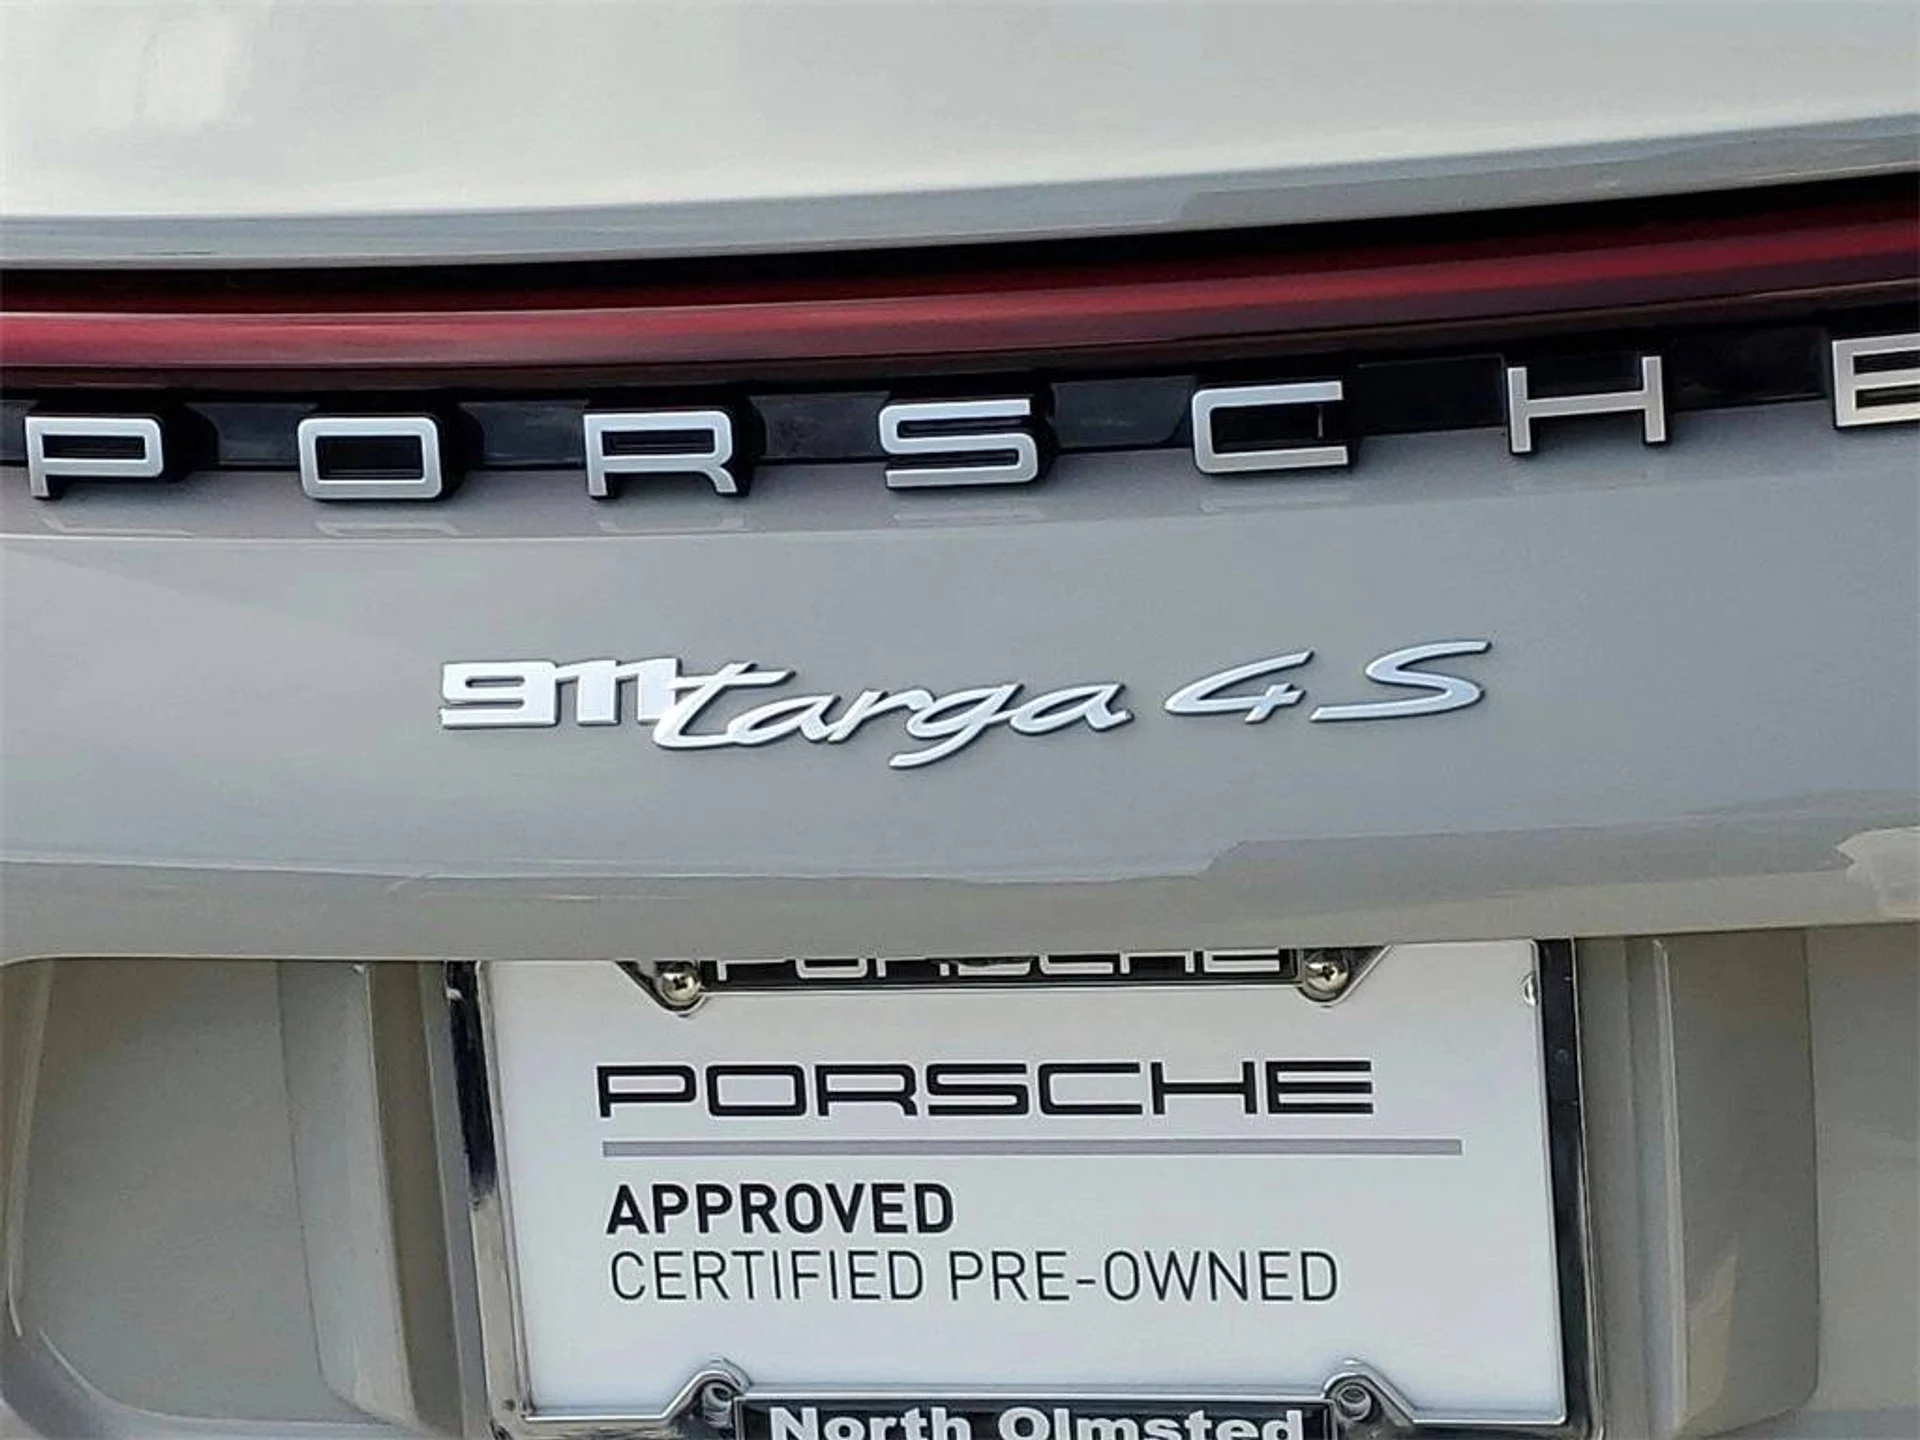 PORSCHE
911 targa 4S
PORSCHE
PORSCHE
APPROVED
CERTIFIED PRE-OWNED
North Olmsted